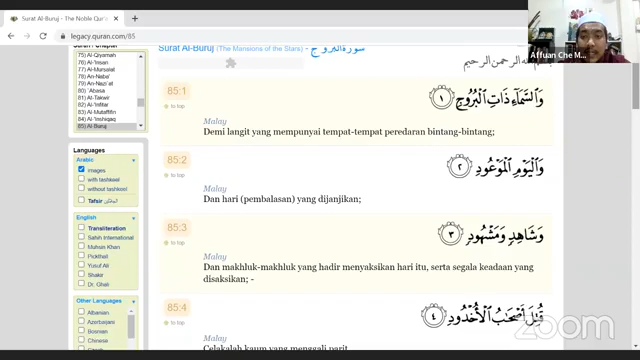 Surat Al-Buruj - The Noble Qur'
legacy.quran.com/85
Surah / Chapter
75) Al-Qiyamah
76) Al-'Insan
77) Al-Mursalat
78) An-Naba'
79) An-Nazi`at
80) `Abasa
81) At-Takwir
82) Al-'Infitar
83) Al-Mutaffifin
84) Al-'Inshiqaq
85) Al-Buruj
Languages
Arabic
images
with tashkeel
without tashkeel
Tafsir
English
Transliteration
Sahih International
Muhsin Khan
Pickthall
Yusuf Ali
Shakir
Dr. Ghali
Other Languages
Albanian
Azerbaijani
Bosnian
Chinese
Surat Al-Buruj (The Mansions of the Stars) - سورة البروج
بسم الله الرحمن الرحيم
85:1
to top
وَالسَّمَاءِ ذَاتِ الْبُرُوجِ ١
Malay
Demi langit yang mempunyai tempat-tempat peredaran bintang-bintang;
85:2
to top
وَالْيَوْمِ الْمَوْعُودِ ٢
Malay
Dan hari (pembalasan) yang dijanjikan;
85:3
to top
وَشَاهِدٍ وَمَشْهُودٍ ٣
Malay
Dan makhluk-makhluk yang hadir menyaksikan hari itu, serta segala keadaan yang
disaksikan; -
85:4
to top
قُتِلَ أَصْحَابُ الْأُخْدُودِ ٤
Malay
Celakalah kaum yang menggali parit,
Affuan Che M...
zoom